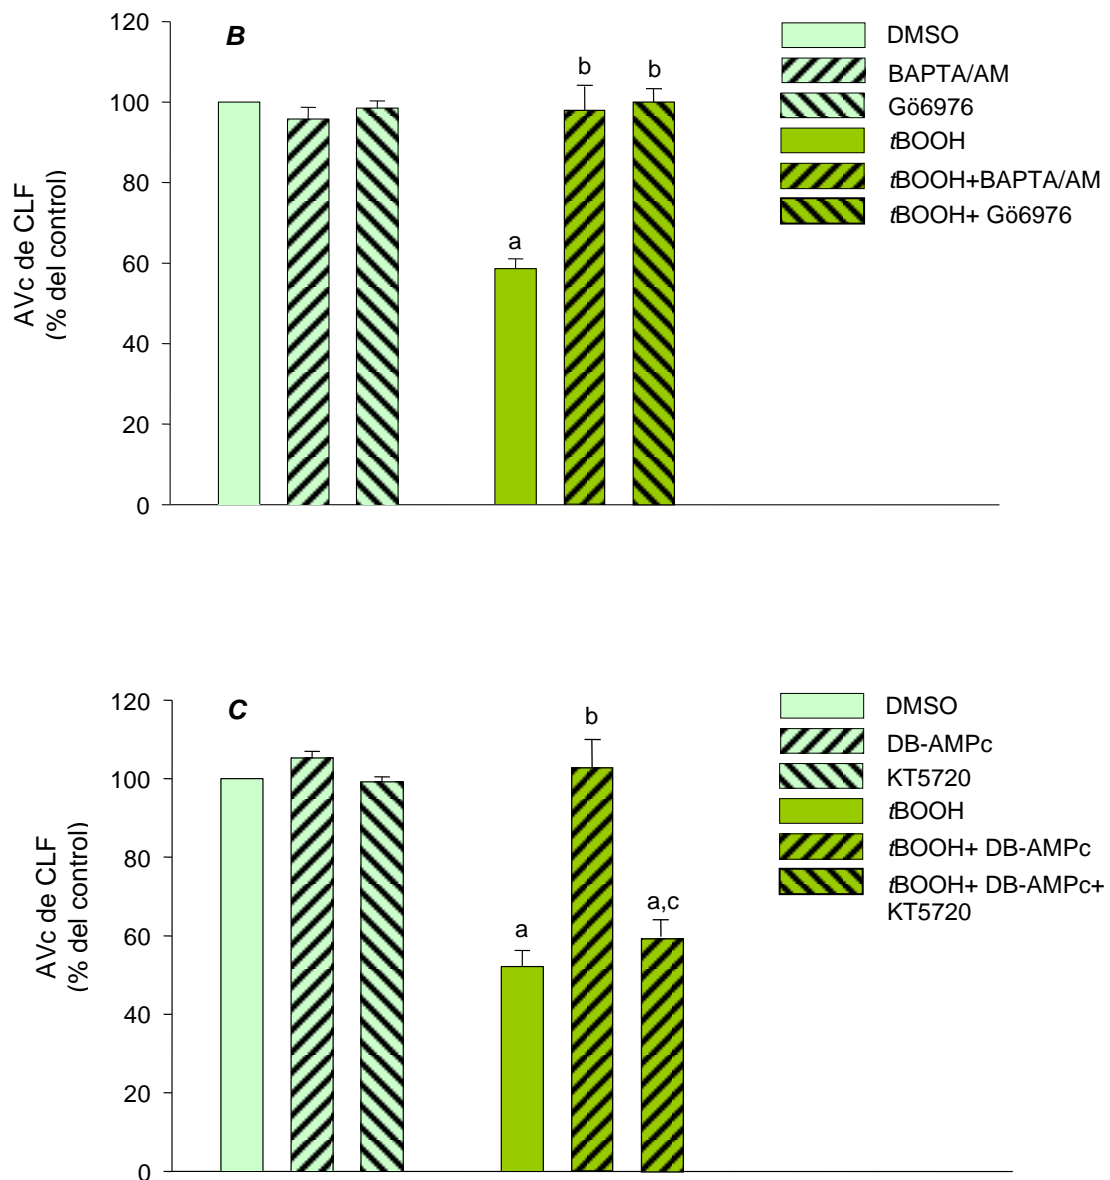 B
AVc de CLF
(% del control)
120
100
80
60
40
20
0
a
b
b
DMSO
BAPTA/AM
Gö6976
tBOOH
tBOOH+BAPTA/AM
tBOOH+ Gö6976
C
AVc de CLF
(% del control)
120
100
80
60
40
20
0
a
b
a,c
DMSO
DB-AMPc
KT5720
tBOOH
tBOOH+ DB-AMPc
tBOOH+ DB-AMPc+
KT5720